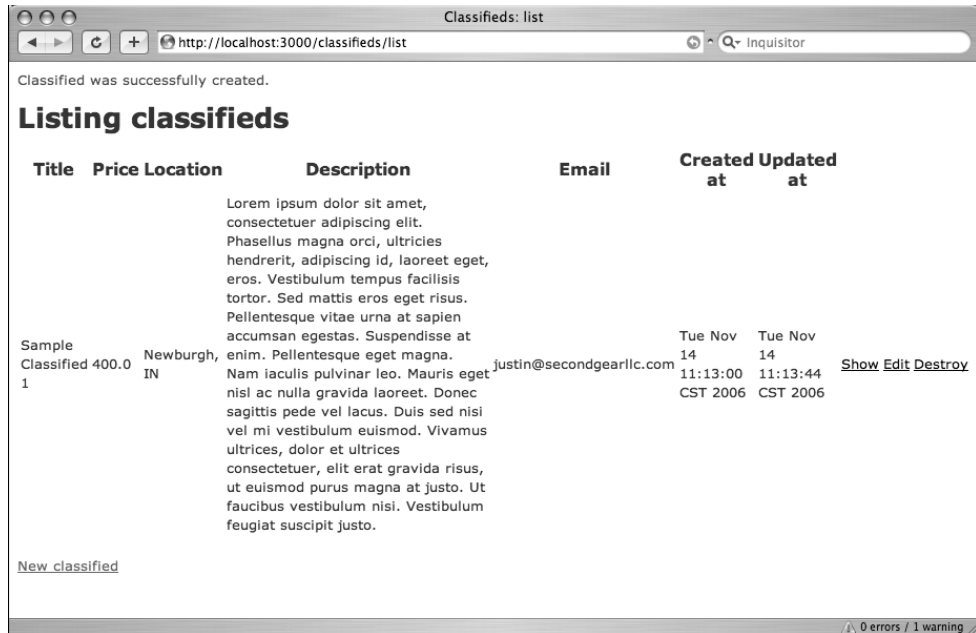 Classifieds: list
http://localhost:3000/classifieds/list
Inquisitor
Classified was successfully created.
Listing classifieds
Title Price Location Description Email Created at Updated at
Sample Classified 1
400.0
Newburgh, IN
Lorem ipsum dolor sit amet,
consectetuer adipiscing elit.
Phasellus magna orci, ultricies
hendrerit, adipiscing id, laoreet eget,
eros. Vestibulum tempus facilisis
tortor. Sed mattis eros eget risus.
Pellentesque vitae urna at sapien
accumsan egestas. Suspendisse at
enim. Pellentesque eget magna.
Nam iaculis pulvinar leo. Mauris eget
nisl ac nulla gravida laoreet. Donec
sagittis pede vel lacus. Duis sed nisi
vel mi vestibulum euismod. Vivamus
ultrices, dolor et ultrices
consectetuer, elit erat gravida risus,
ut euismod purus magna at justo. Ut
faucibus vestibulum nisi. Vestibulum
feugiat suscipit justo.
justin@secondgearllc.com
Tue Nov
14
11:13:00
CST 2006
Tue Nov
14
11:13:44
CST 2006
Show Edit Destroy
New classified
0 errors / 1 warning